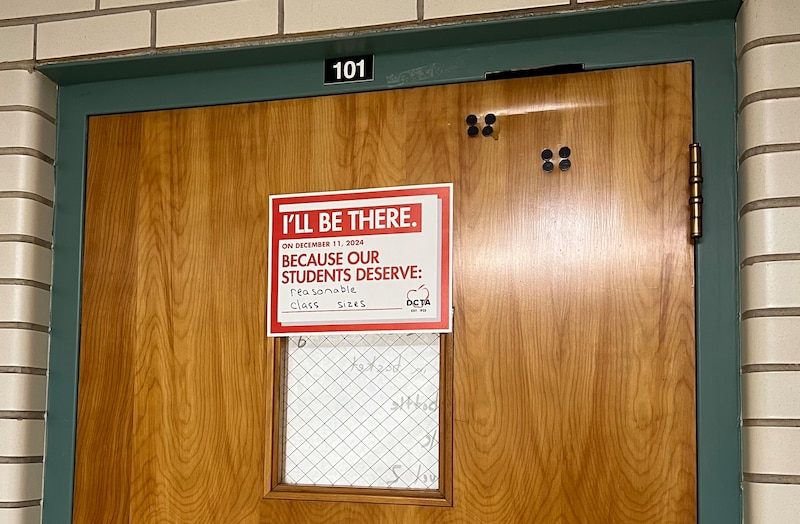 101
I'LL BE THERE.
ON DECEMBER 11, 2024
BECAUSE OUR
STUDENTS DESERVE:
reasonable
class sizes
DCTA